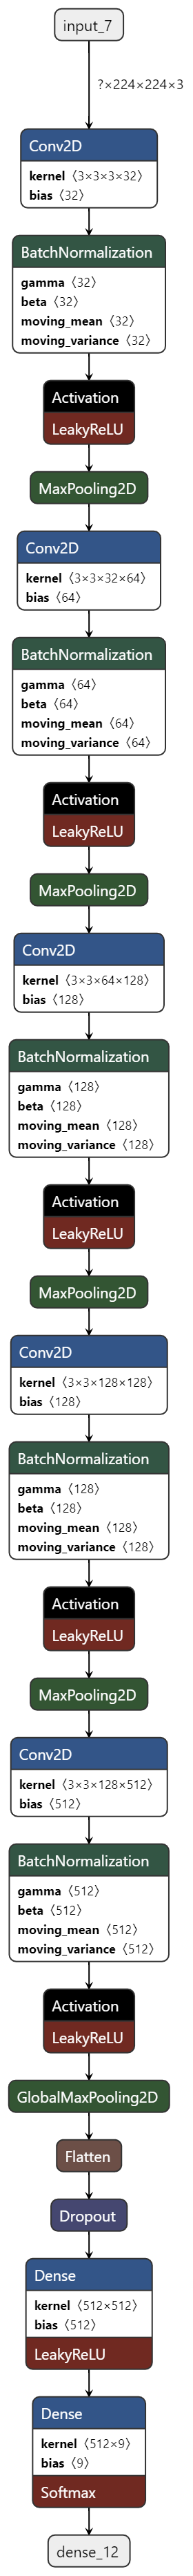 input_7
?×224×224×3
Conv2D
kernel ⟨3×3×3×32⟩
bias ⟨32⟩
BatchNormalization
gamma ⟨32⟩
beta ⟨32⟩
moving_mean ⟨32⟩
moving_variance ⟨32⟩
Activation
LeakyReLU
MaxPooling2D
Conv2D
kernel ⟨3×3×32×64⟩
bias ⟨64⟩
BatchNormalization
gamma ⟨64⟩
beta ⟨64⟩
moving_mean ⟨64⟩
moving_variance ⟨64⟩
Activation
LeakyReLU
MaxPooling2D
Conv2D
kernel ⟨3×3×64×128⟩
bias ⟨128⟩
BatchNormalization
gamma ⟨128⟩
beta ⟨128⟩
moving_mean ⟨128⟩
moving_variance ⟨128⟩
Activation
LeakyReLU
MaxPooling2D
Conv2D
kernel ⟨3×3×128×128⟩
bias ⟨128⟩
BatchNormalization
gamma ⟨128⟩
beta ⟨128⟩
moving_mean ⟨128⟩
moving_variance ⟨128⟩
Activation
LeakyReLU
MaxPooling2D
Conv2D
kernel ⟨3×3×128×512⟩
bias ⟨512⟩
BatchNormalization
gamma ⟨512⟩
beta ⟨512⟩
moving_mean ⟨512⟩
moving_variance ⟨512⟩
Activation
LeakyReLU
GlobalMaxPooling2D
Flatten
Dropout
Dense
kernel ⟨512×512⟩
bias ⟨512⟩
LeakyReLU
Dense
kernel ⟨512×9⟩
bias ⟨9⟩
Softmax
dense_12